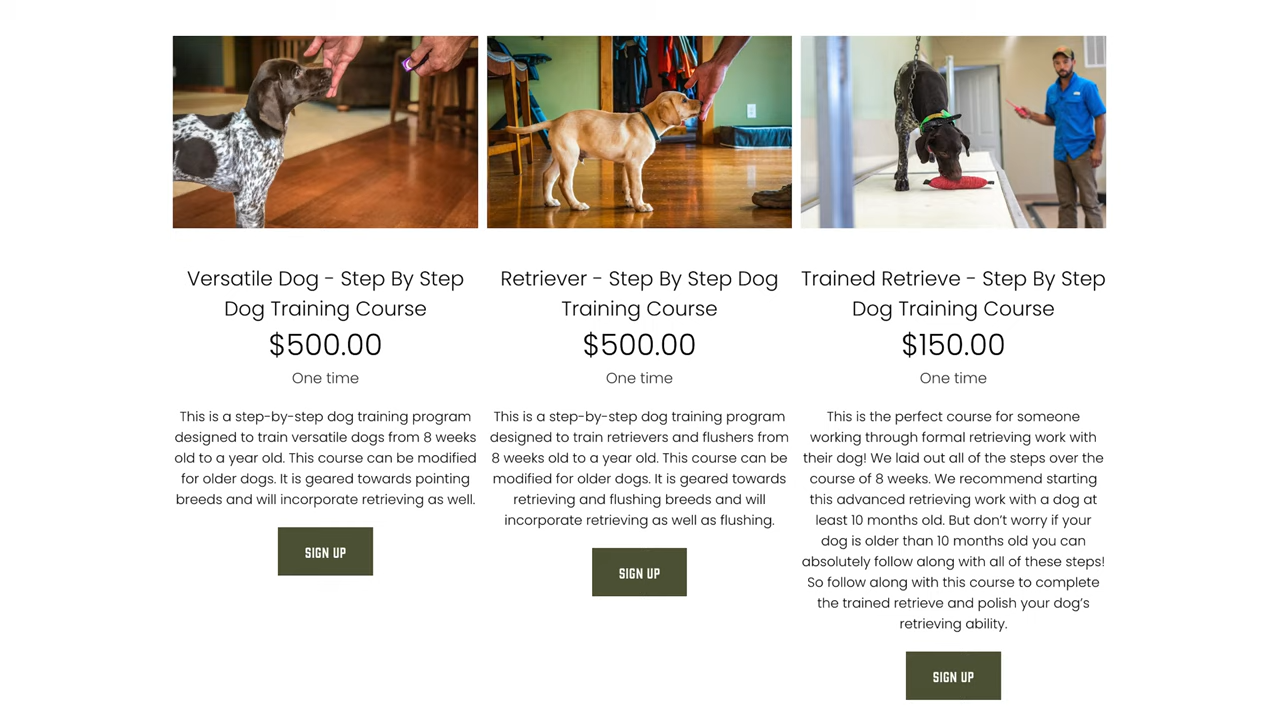 Versatile Dog - Step By Step
Dog Training Course
$500.00
One time
This is a step-by-step dog training program
designed to train versatile dogs from 8 weeks
old to a year old. This course can be modified
for older dogs. It is geared towards pointing
breeds and will incorporate retrieving as well.
SIGN UP
Retriever - Step By Step Dog
Training Course
$500.00
One time
This is a step-by-step dog training program
designed to train retrievers and flushers from
8 weeks old to a year old. This course can be
modified for older dogs. It is geared towards
retrieving and flushing breeds and will
incorporate retrieving as well as flushing.
SIGN UP
Trained Retrieve - Step By Step
Dog Training Course
$150.00
One time
This is the perfect course for someone
working through formal retrieving work with
their dog! We laid out all of the steps over the
course of 8 weeks. We recommend starting
this advanced retrieving work with a dog at
least 10 months old. But don't worry if your
dog is older than 10 months old you can
absolutely follow along with all of these steps!
So follow along with this course to complete
the trained retrieve and polish your dog's
retrieving ability.
SIGN UP